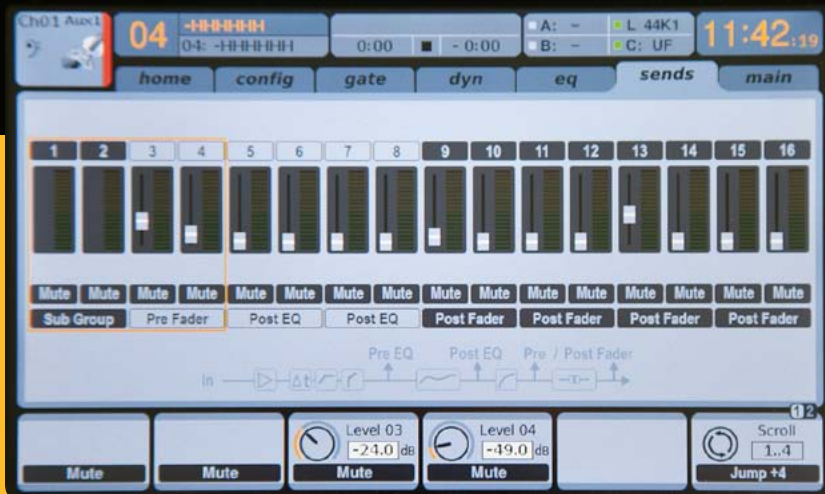 Ch01 Aux1
04
-HHHHHH
04: -HHHHHH
0:00 - 0:00
A: -
B: -
L 44K1
C: UF
11:42:19
home config gate dyn eq sends main
1 2 3 4 5 6 7 8 9 10 11 12 13 14 15 16
Mute Mute Mute Mute Mute Mute Mute Mute Mute Mute Mute Mute Mute Mute Mute Mute
Sub Group Pre Fader Post EQ Post EQ Post Fader Post Fader Post Fader Post Fader
Pre EQ Post EQ Pre / Post Fader
In Δt
1 2
Level 03 Level 04 Scroll
-24.0 dB -49.0 dB 1..4
Mute Mute Mute Mute Jump +4